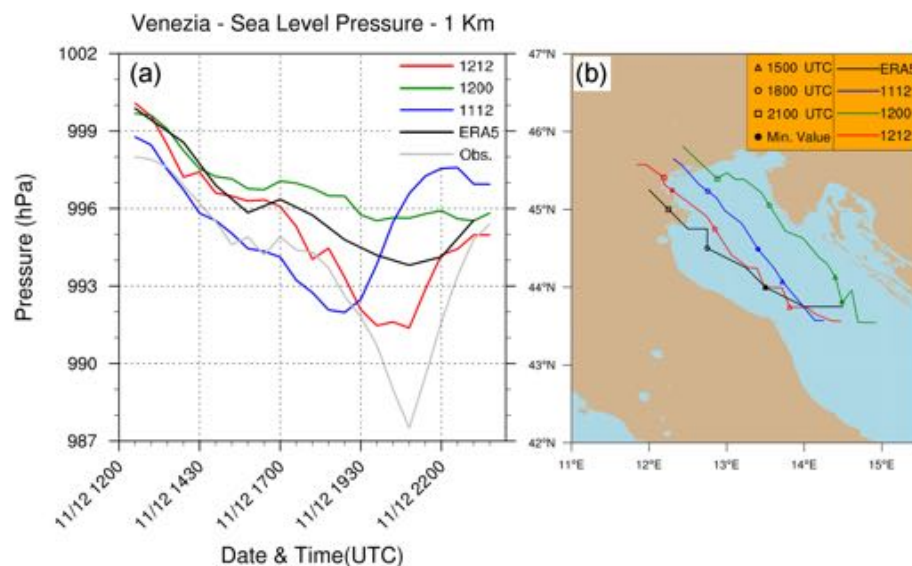 Venezia - Sea Level Pressure - 1 Km
(a)
1212
1200
1112
ERA5
Obs.
1002
999
996
993
990
987
Pressure (hPa)
11/12 1200
11/12 1430
11/12 1700
11/12 1930
11/12 2200
Date & Time(UTC)
(b)
1500 UTC
1800 UTC
2100 UTC
Min. Value
ERA5
1112
1200
1212
47°N
46°N
45°N
44°N
43°N
42°N
11°E
12°E
13°E
14°E
15°E